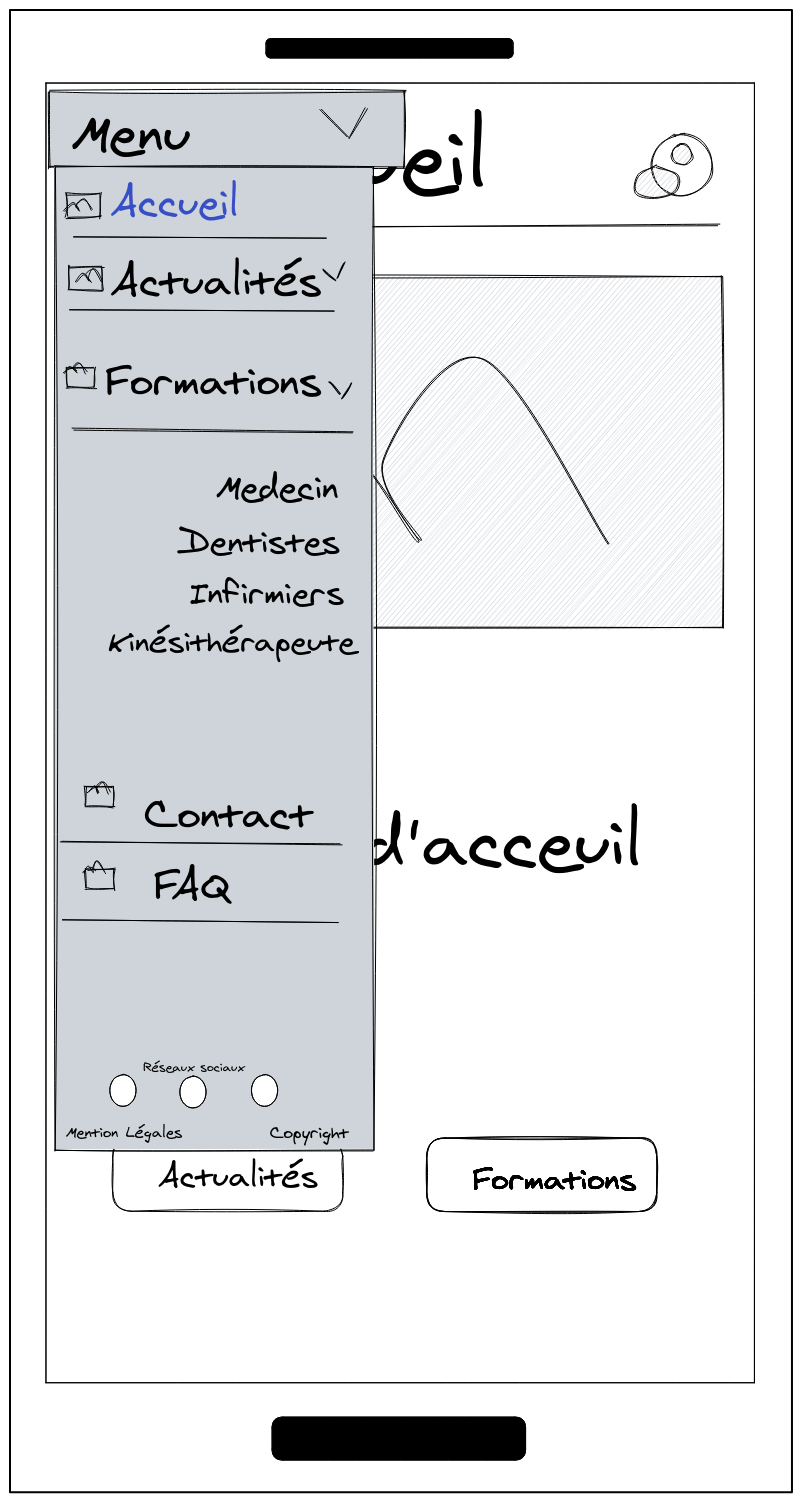 Menu
eil
Accueil
Actualités
Formations
Medecin
Dentistes
Infirmiers
Kinésithérapeute
Contact
d'acceuil
FAQ
Réseaux sociaux
Mention Légales Copyright
Actualités Formations